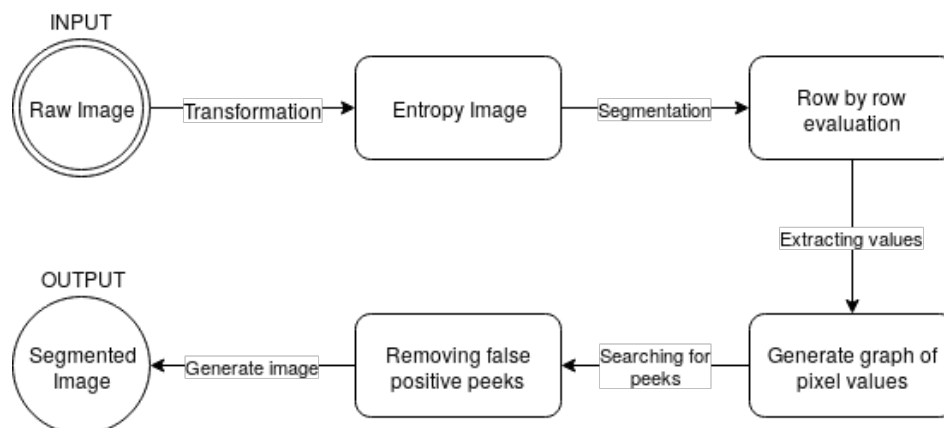 INPUT
Raw Image
Transformation
Entropy Image
Segmentation
Row by row
evaluation
Extracting values
Generate graph of
pixel values
Searching for
peeks
Removing false
positive peeks
Generate image
OUTPUT
Segmented
Image